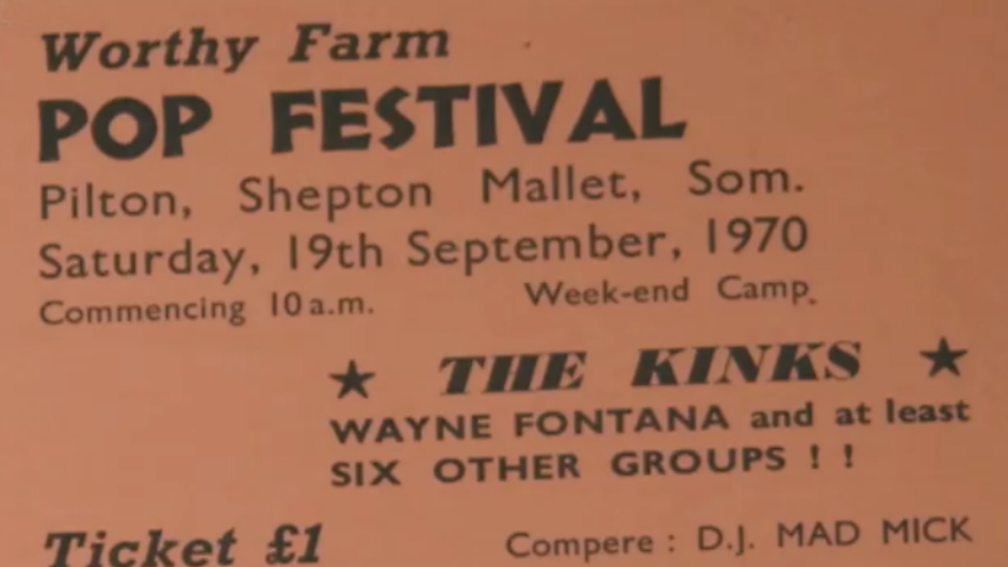 Worthy Farm
POP FESTIVAL
Pilton, Shepton Mallet, Som.
Saturday, 19th September, 1970
Commencing 10 a.m. Week-end Camp.
★ THE KINKS ★
WAYNE FONTANA and at least
SIX OTHER GROUPS ! !
Ticket £1 Compere : D.J. MAD MICK